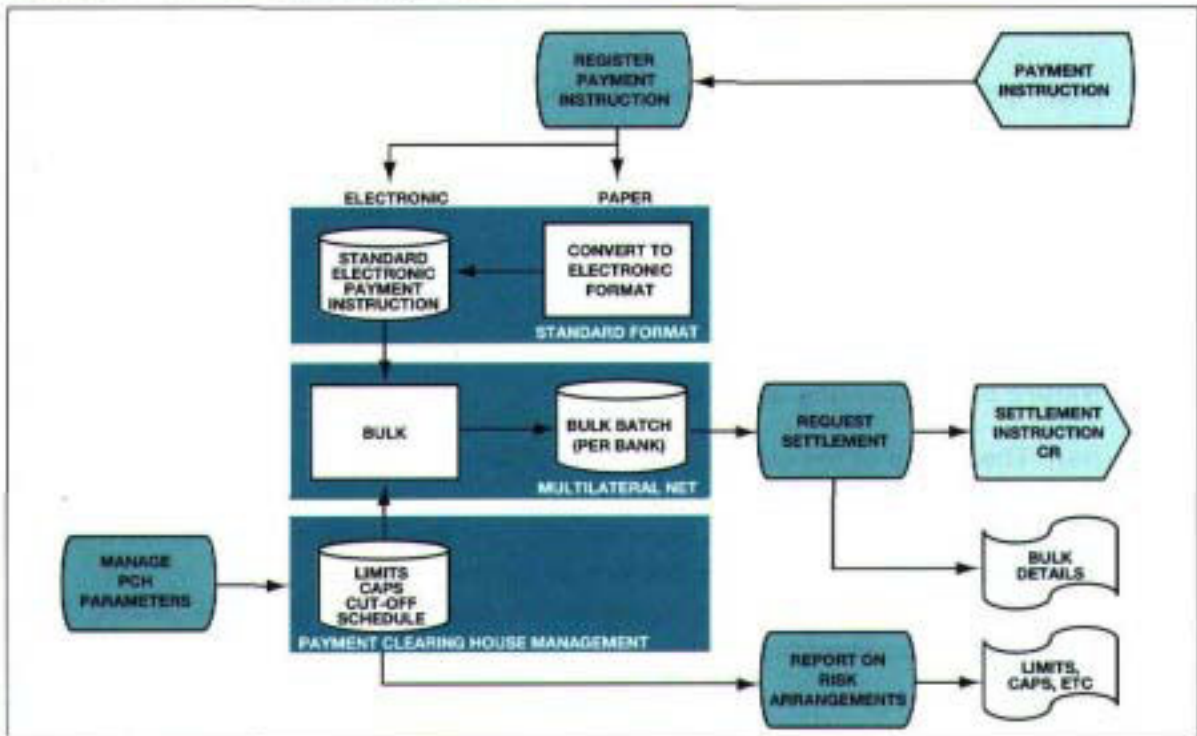 REGISTER
PAYMENT
INSTRUCTION
PAYMENT
INSTRUCTION
ELECTRONIC
PAPER
STANDARD
ELECTRONIC
PAYMENT
INSTRUCTION
CONVERT TO
ELECTRONIC
FORMAT
STANDARD FORMAT
BULK
BULK BATCH
(PER BANK)
MULTILATERAL NET
REQUEST
SETTLEMENT
SETTLEMENT
INSTRUCTION
CR
MANAGE
PCH
PARAMETERS
LIMITS
CAPS
CUT-OFF
SCHEDULE
PAYMENT CLEARING HOUSE MANAGEMENT
BULK
DETAILS
REPORT ON
RISK
ARRANGEMENTS
LIMITS,
CAPS, ETC